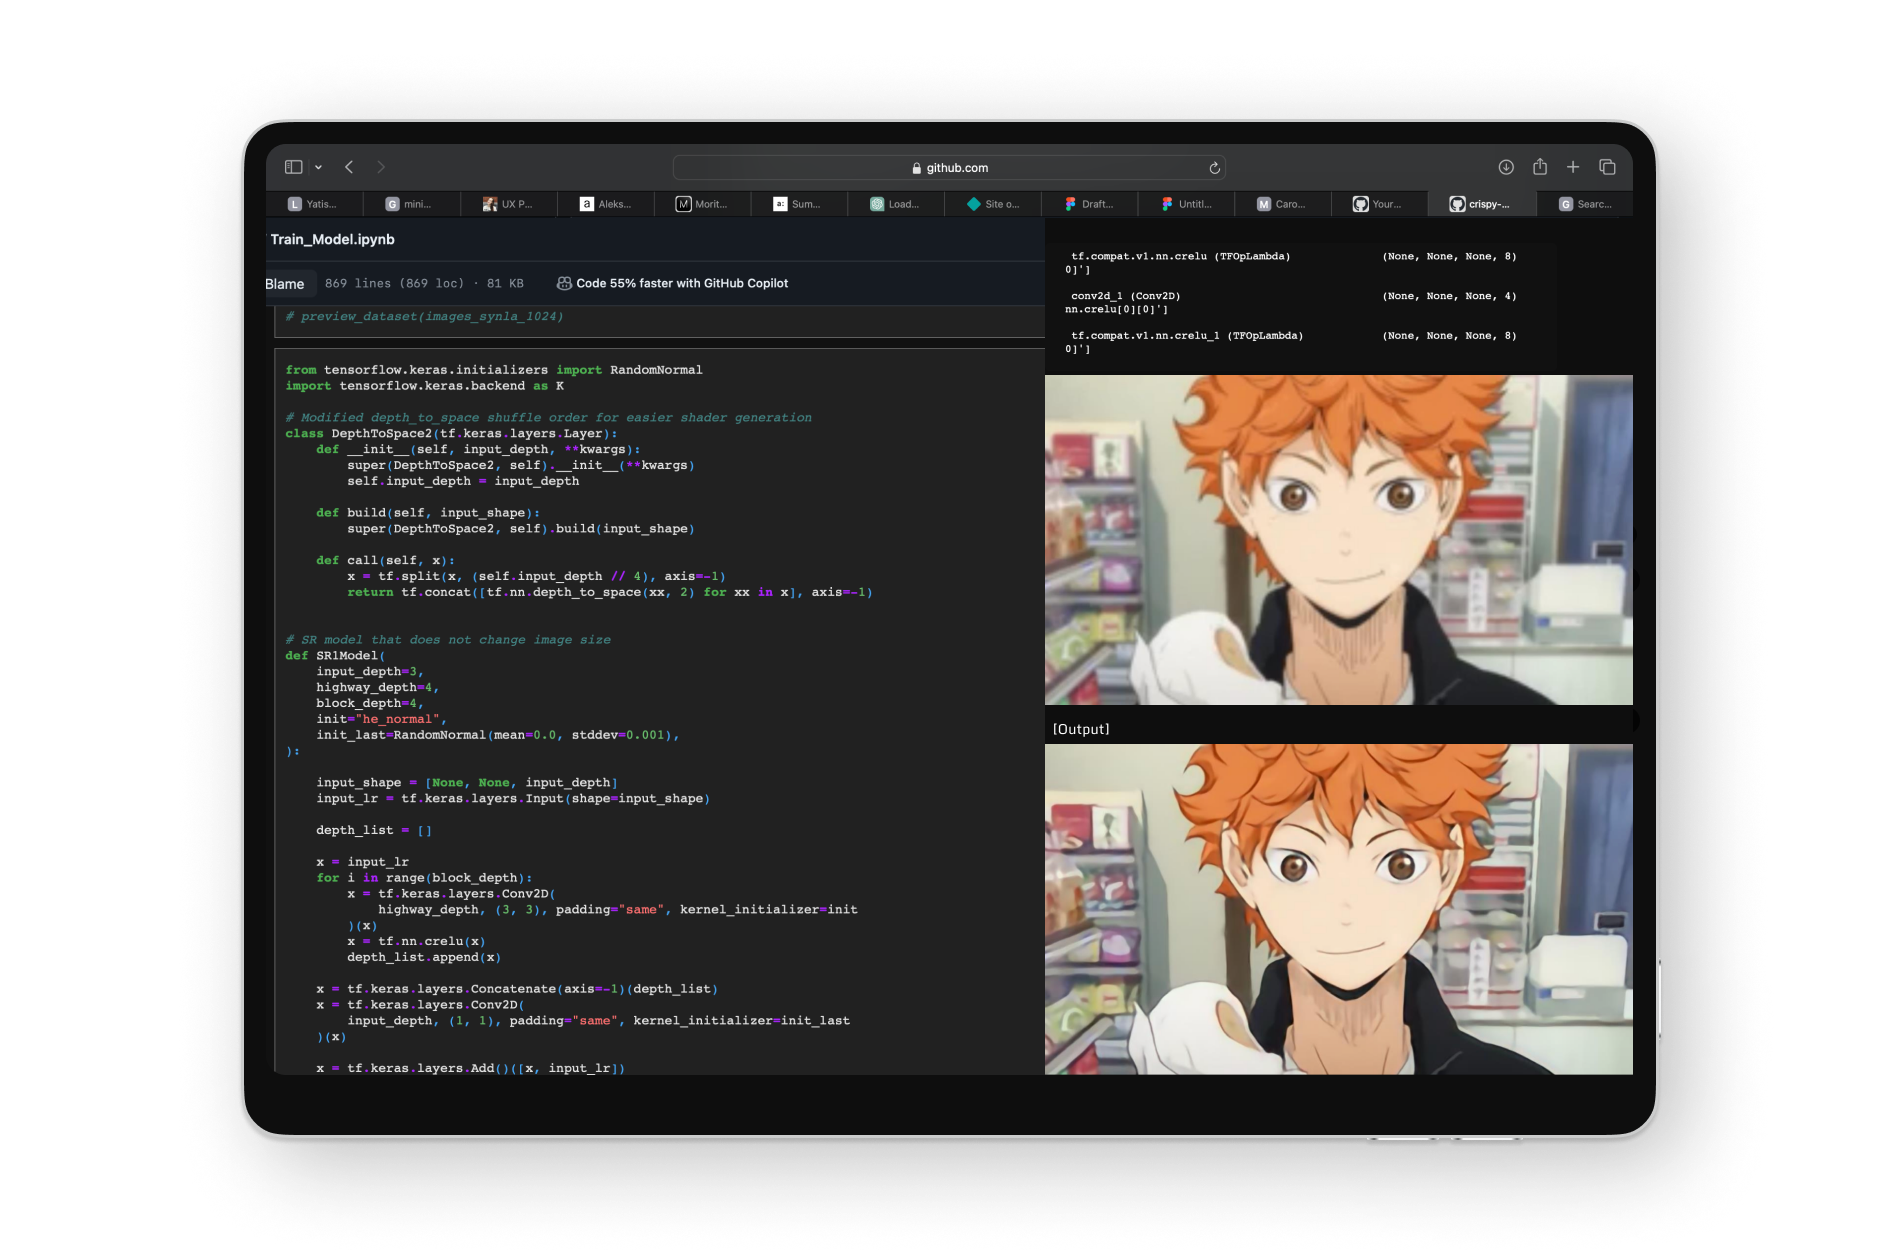 github.com
Yatis...
mini...
UX P...
Aleks...
Morit...
Sum...
Load...
Site o...
Draft...
Untitl...
Caro...
Your...
crispy-...
Searc...
Train_Model.ipynb
Blame 869 lines (869 loc) · 81 KB Code 55% faster with GitHub Copilot
# preview_dataset(images_synla_1024)
from tensorflow.keras.initializers import RandomNormal
import tensorflow.keras.backend as K
# Modified depth_to_space shuffle order for easier shader generation
class DepthToSpace2(tf.keras.layers.Layer):
    def __init__(self, input_depth, **kwargs):
        super(DepthToSpace2, self).__init__(**kwargs)
        self.input_depth = input_depth
    def build(self, input_shape):
        super(DepthToSpace2, self).build(input_shape)
    def call(self, x):
        x = tf.split(x, (self.input_depth // 4), axis=-1)
        return tf.concat([tf.nn.depth_to_space(xx, 2) for xx in x], axis=-1)
# SR model that does not change image size
def SR1Model(
    input_depth=3,
    highway_depth=4,
    block_depth=4,
    init="he_normal",
    init_last=RandomNormal(mean=0.0, stddev=0.001),
):
    input_shape = [None, None, input_depth]
    input_lr = tf.keras.layers.Input(shape=input_shape)
    depth_list = []
    x = input_lr
    for i in range(block_depth):
        x = tf.keras.layers.Conv2D(
            highway_depth, (3, 3), padding="same", kernel_initializer=init
        )(x)
        x = tf.nn.crelu(x)
        depth_list.append(x)
    x = tf.keras.layers.Concatenate(axis=-1)(depth_list)
    x = tf.keras.layers.Conv2D(
        input_depth, (1, 1), padding="same", kernel_initializer=init_last
    )(x)
    x = tf.keras.layers.Add()([x, input_lr])
tf.compat.v1.nn.crelu (TFOpLambda) (None, None, None, 8)
0]']
conv2d_1 (Conv2D) (None, None, None, 4)
nn.crelu[0][0]']
tf.compat.v1.nn.crelu_1 (TFOpLambda) (None, None, None, 8)
0]']
[Output]